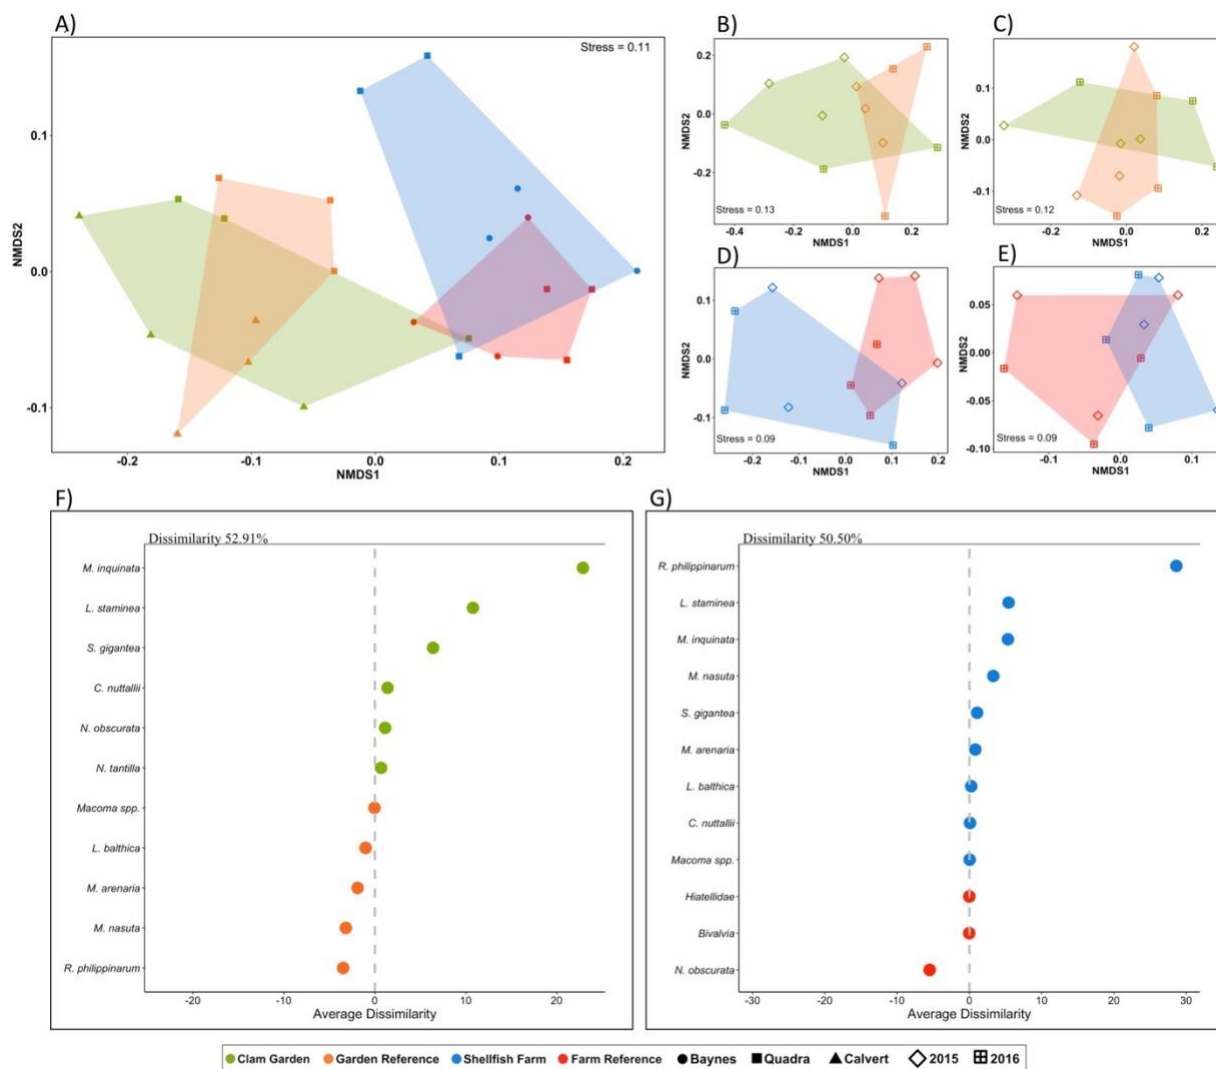 A)
Stress = 0.11
NMDS2
0.1
0.0
-0.1
-0.2
-0.1
0.0
0.1
0.2
NMDS1
B)
NMDS2
0.2
0.0
-0.2
Stress = 0.13
-0.4
-0.2
0.0
0.2
NMDS1
C)
NMDS2
0.1
0.0
-0.1
Stress = 0.12
-0.2
0.0
0.2
NMDS1
D)
NMDS2
0.1
0.0
-0.1
Stress = 0.09
-0.2
-0.1
0.0
0.1
0.2
NMDS1
E)
NMDS2
0.05
0.00
-0.05
-0.10
Stress = 0.09
-0.1
0.0
0.1
NMDS1
F)
Dissimilarity 52.91%
M. inquinata
L. staminea
S. gigantea
C. nuttallii
N. obscurata
N. tantilla
Macoma spp.
L. balthica
M. arenaria
M. nasuta
R. philippinarum
-20
-10
0
10
20
Average Dissimilarity
G)
Dissimilarity 50.50%
R. philippinarum
L. staminea
M. inquinata
M. nasuta
S. gigantea
M. arenaria
L. balthica
C. nuttallii
Macoma spp.
Hiatellidae
Bivalvia
N. obscurata
-30
-20
-10
0
10
20
30
Average Dissimilarity
Clam Garden Garden Reference Shellfish Farm Farm Reference Baynes Quadra Calvert 2015 2016